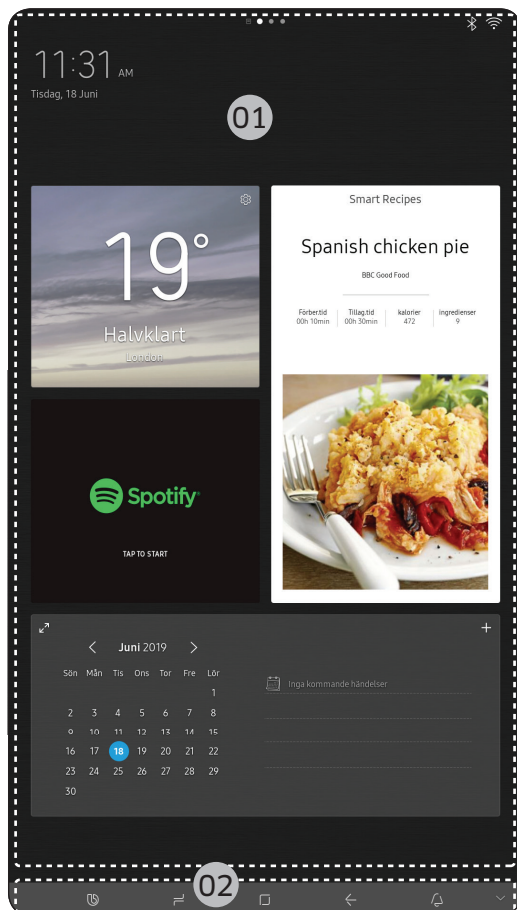 11:31 AM
Tisdag, 18 Juni
01
19°
Halvklart
London
Smart Recipes
Spanish chicken pie
BBC Good Food
Förber.tid Tillag.tid kalorier ingredienser
00h 10min 00h 30min 472 9
Spotify
TAP TO START
Juni 2019
Sön Mån Tis Ons Tor Fre Lör
1
2 3 4 5 6 7 8
9 10 11 12 13 14 15
16 17 18 19 20 21 22
23 24 25 26 27 28 29
30
Inga kommande händelser
02